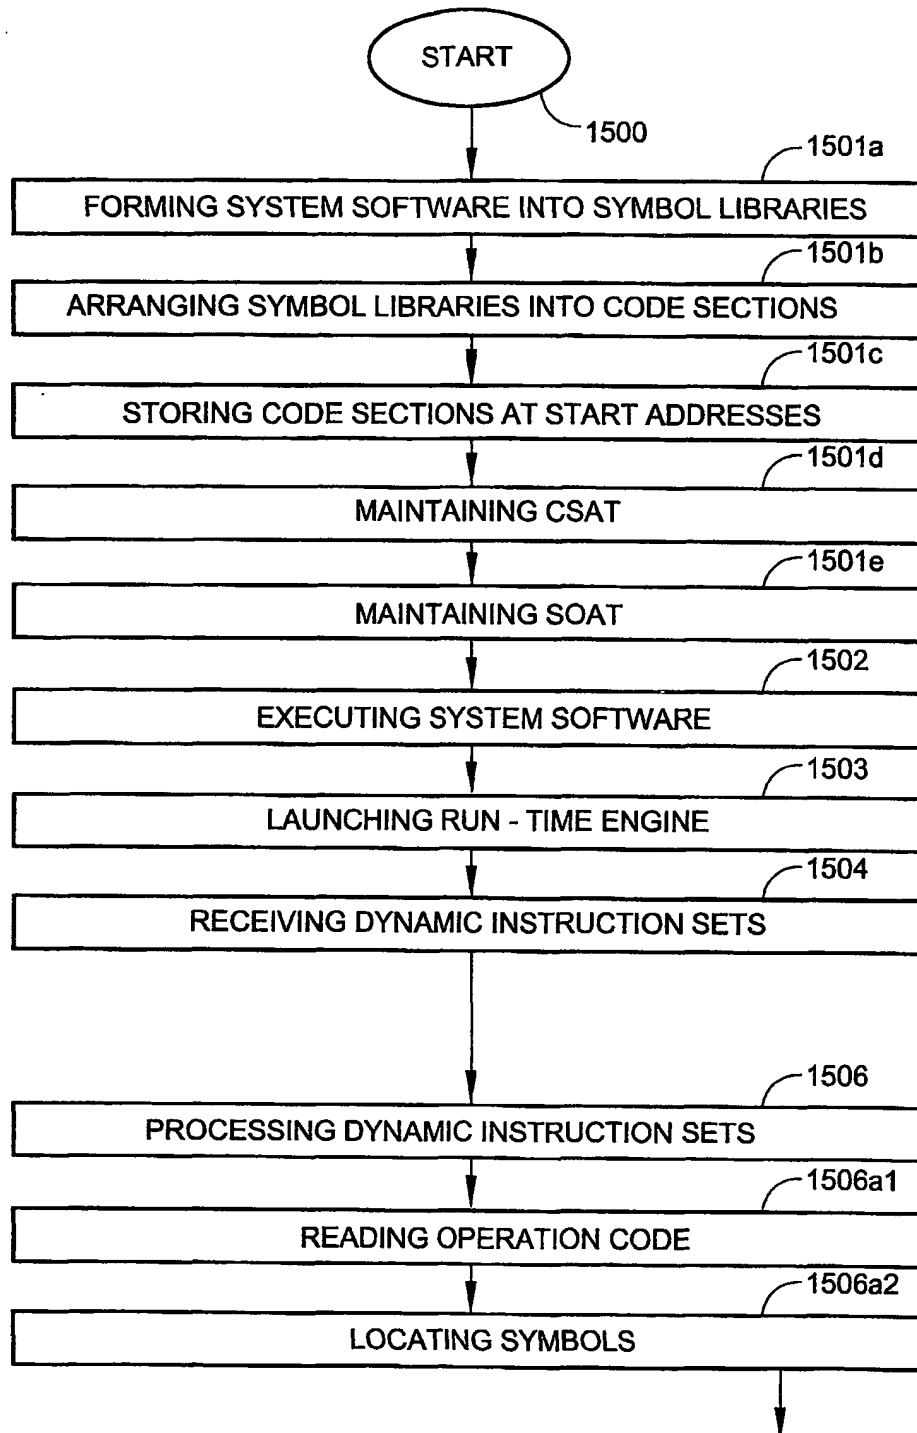 START
1500
1501a
FORMING SYSTEM SOFTWARE INTO SYMBOL LIBRARIES
1501b
ARRANGING SYMBOL LIBRARIES INTO CODE SECTIONS
1501c
STORING CODE SECTIONS AT START ADDRESSES
1501d
MAINTAINING CSAT
1501e
MAINTAINING SOAT
1502
EXECUTING SYSTEM SOFTWARE
1503
LAUNCHING RUN - TIME ENGINE
1504
RECEIVING DYNAMIC INSTRUCTION SETS
1506
PROCESSING DYNAMIC INSTRUCTION SETS
1506a1
READING OPERATION CODE
1506a2
LOCATING SYMBOLS